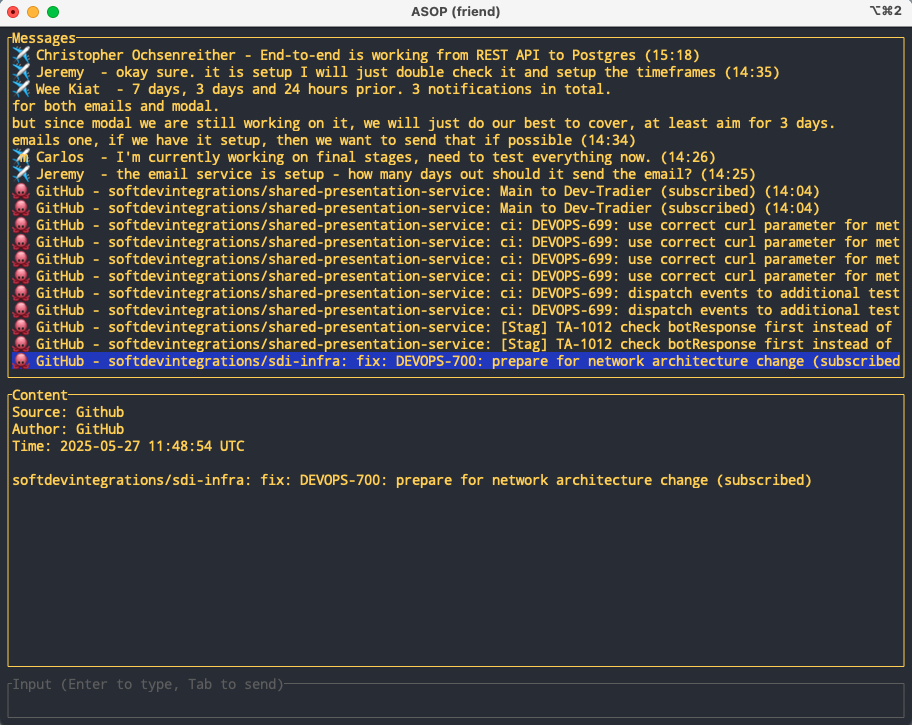 ASOP (friend)
⌥⌘2
Messages
Christopher Ochsenreither - End-to-end is working from REST API to Postgres (15:18)
Jeremy  - okay sure. it is setup I will just double check it and setup the timeframes (14:35)
Wee Kiat  - 7 days, 3 days and 24 hours prior. 3 notifications in total.
for both emails and modal.
but since modal we are still working on it, we will just do our best to cover, at least aim for 3 days.
emails one, if we have it setup, then we want to send that if possible (14:34)
Carlos  - I'm currently working on final stages, need to test everything now. (14:26)
Jeremy  - the email service is setup - how many days out should it send the email? (14:25)
GitHub - softdevintegrations/shared-presentation-service: Main to Dev-Tradier (subscribed) (14:04)
GitHub - softdevintegrations/shared-presentation-service: Main to Dev-Tradier (subscribed) (14:04)
GitHub - softdevintegrations/shared-presentation-service: ci: DEVOPS-699: use correct curl parameter for met
GitHub - softdevintegrations/shared-presentation-service: ci: DEVOPS-699: use correct curl parameter for met
GitHub - softdevintegrations/shared-presentation-service: ci: DEVOPS-699: use correct curl parameter for met
GitHub - softdevintegrations/shared-presentation-service: ci: DEVOPS-699: use correct curl parameter for met
GitHub - softdevintegrations/shared-presentation-service: ci: DEVOPS-699: dispatch events to additional test
GitHub - softdevintegrations/shared-presentation-service: ci: DEVOPS-699: dispatch events to additional test
GitHub - softdevintegrations/shared-presentation-service: [Stag] TA-1012 check botResponse first instead of
GitHub - softdevintegrations/shared-presentation-service: [Stag] TA-1012 check botResponse first instead of
GitHub - softdevintegrations/sdi-infra: fix: DEVOPS-700: prepare for network architecture change (subscribed
Content
Source: Github
Author: GitHub
Time: 2025-05-27 11:48:54 UTC
softdevintegrations/sdi-infra: fix: DEVOPS-700: prepare for network architecture change (subscribed)
Input (Enter to type, Tab to send)